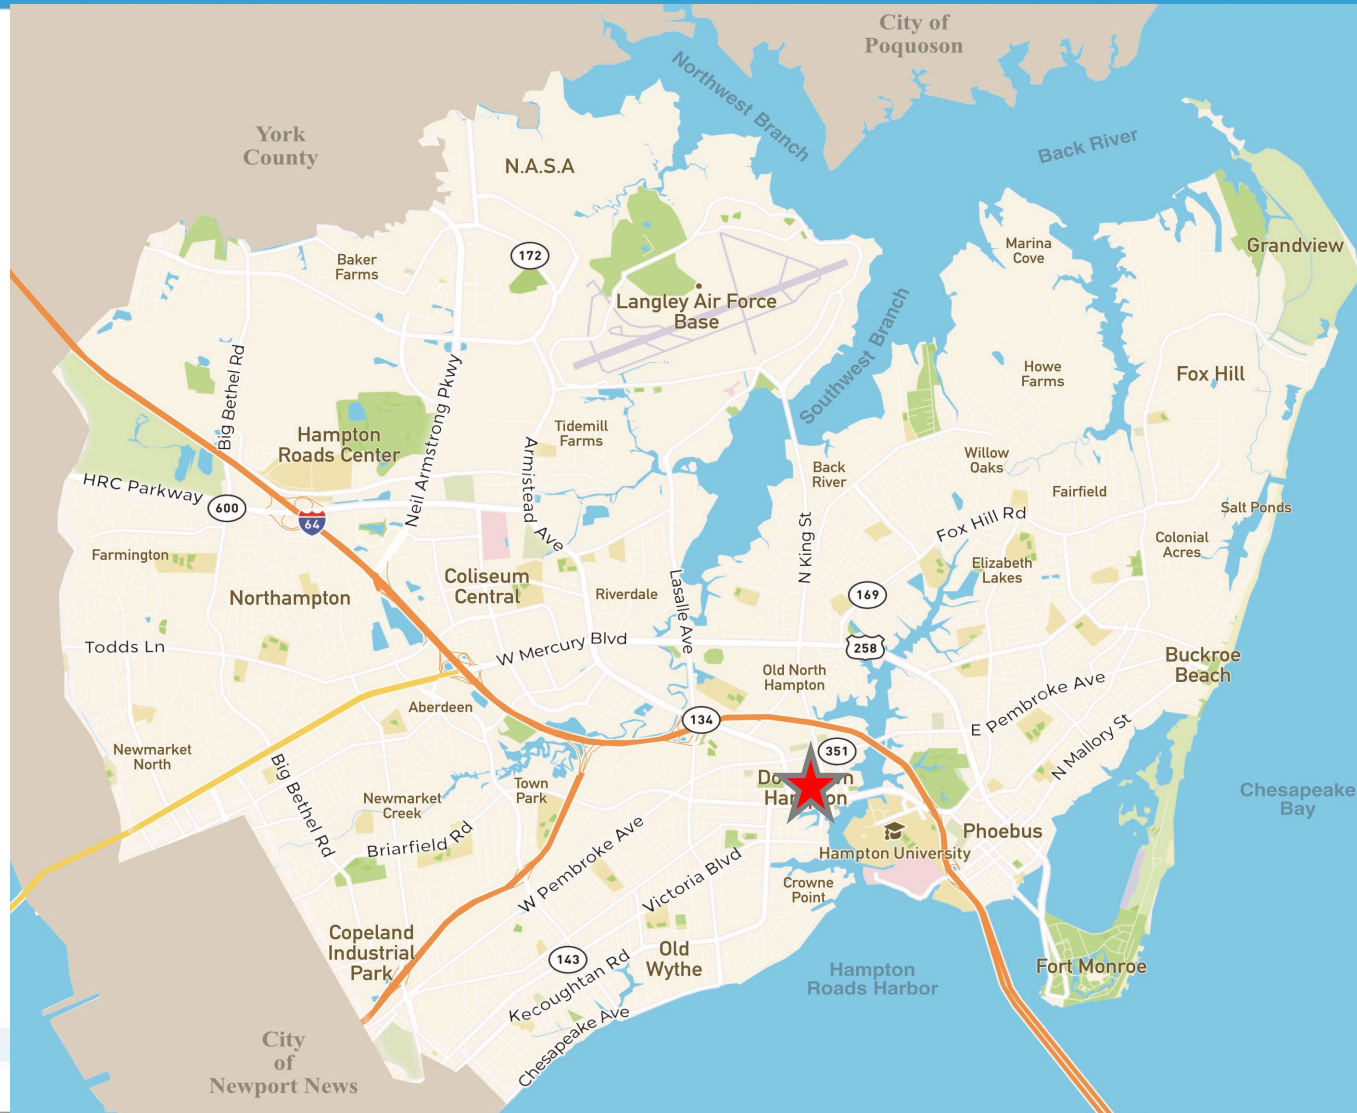 City of
Poquoson
Northwest Branch
York
County
N.A.S.A
Back River
172
Baker
Farms
Marina
Cove
Grandview
Langley Air Force
Base
Southwest Branch
Big Bethel Rd
Neil Armstrong Pkwy
Howe
Farms
Fox Hill
Hampton
Roads Center
Tidemill
Farms
Armistead Ave
Back
River
Willow
Oaks
Fairfield
HRC Parkway
600
64
Salt Ponds
Fox Hill Rd
N King St
Farmington
Colonial
Acres
Elizabeth
Lakes
Coliseum
Central
Northampton
Riverdale
Lasalle Ave
169
Todds Ln
W Mercury Blvd
258
Buckroe
Beach
Old North
Hampton
Aberdeen
134
E Pembroke Ave
N Mallory St
351
Newmarket
North
Big Bethel Rd
Town
Park
Newmarket
Creek
Chesapeake
Bay
Briarfield Rd
W Pembroke Ave
Victoria Blvd
Hampton University
Phoebus
Crowne
Point
Copeland
Industrial
Park
143
Old
Wythe
Kecoughtan Rd
Chesapeake Ave
Hampton
Roads Harbor
Fort Monroe
City
of
Newport News